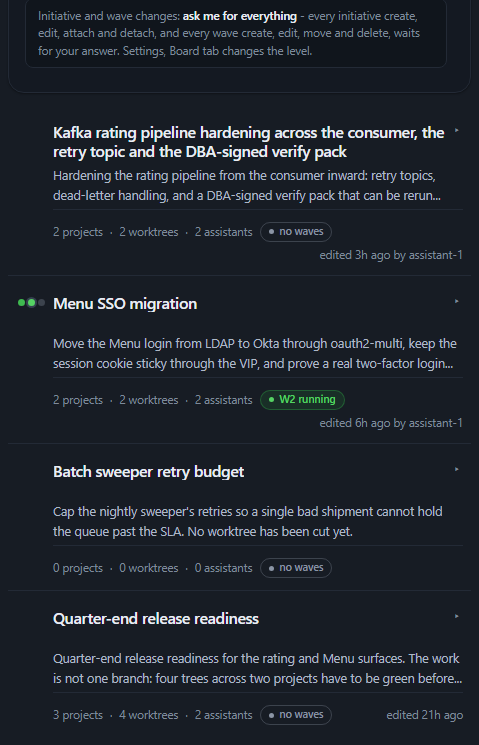 Initiative and wave changes: ask me for everything - every initiative create,
edit, attach and detach, and every wave create, edit, move and delete, waits
for your answer. Settings, Board tab changes the level.
Kafka rating pipeline hardening across the consumer, the
retry topic and the DBA-signed verify pack
Hardening the rating pipeline from the consumer inward: retry topics,
dead-letter handling, and a DBA-signed verify pack that can be rerun...
2 projects · 2 worktrees · 2 assistants no waves
edited 3h ago by assistant-1
Menu SSO migration
Move the Menu login from LDAP to Okta through oauth2-multi, keep the
session cookie sticky through the VIP, and prove a real two-factor login...
2 projects · 2 worktrees · 2 assistants W2 running
edited 6h ago by assistant-1
Batch sweeper retry budget
Cap the nightly sweeper's retries so a single bad shipment cannot hold
the queue past the SLA. No worktree has been cut yet.
0 projects · 0 worktrees · 0 assistants no waves
Quarter-end release readiness
Quarter-end release readiness for the rating and Menu surfaces. The work
is not one branch: four trees across two projects have to be green before...
3 projects · 4 worktrees · 2 assistants no waves edited 21h ago